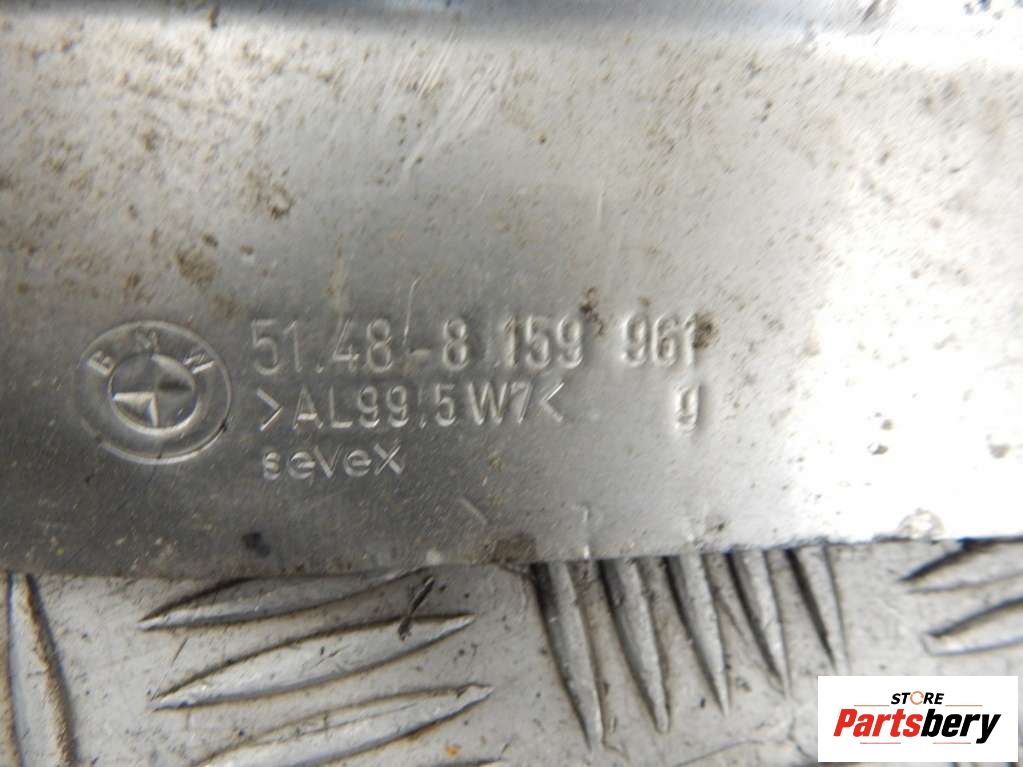 BMW
51.48-8 159 961
>AL99.5W7< g
sevex
STORE
Partsbery